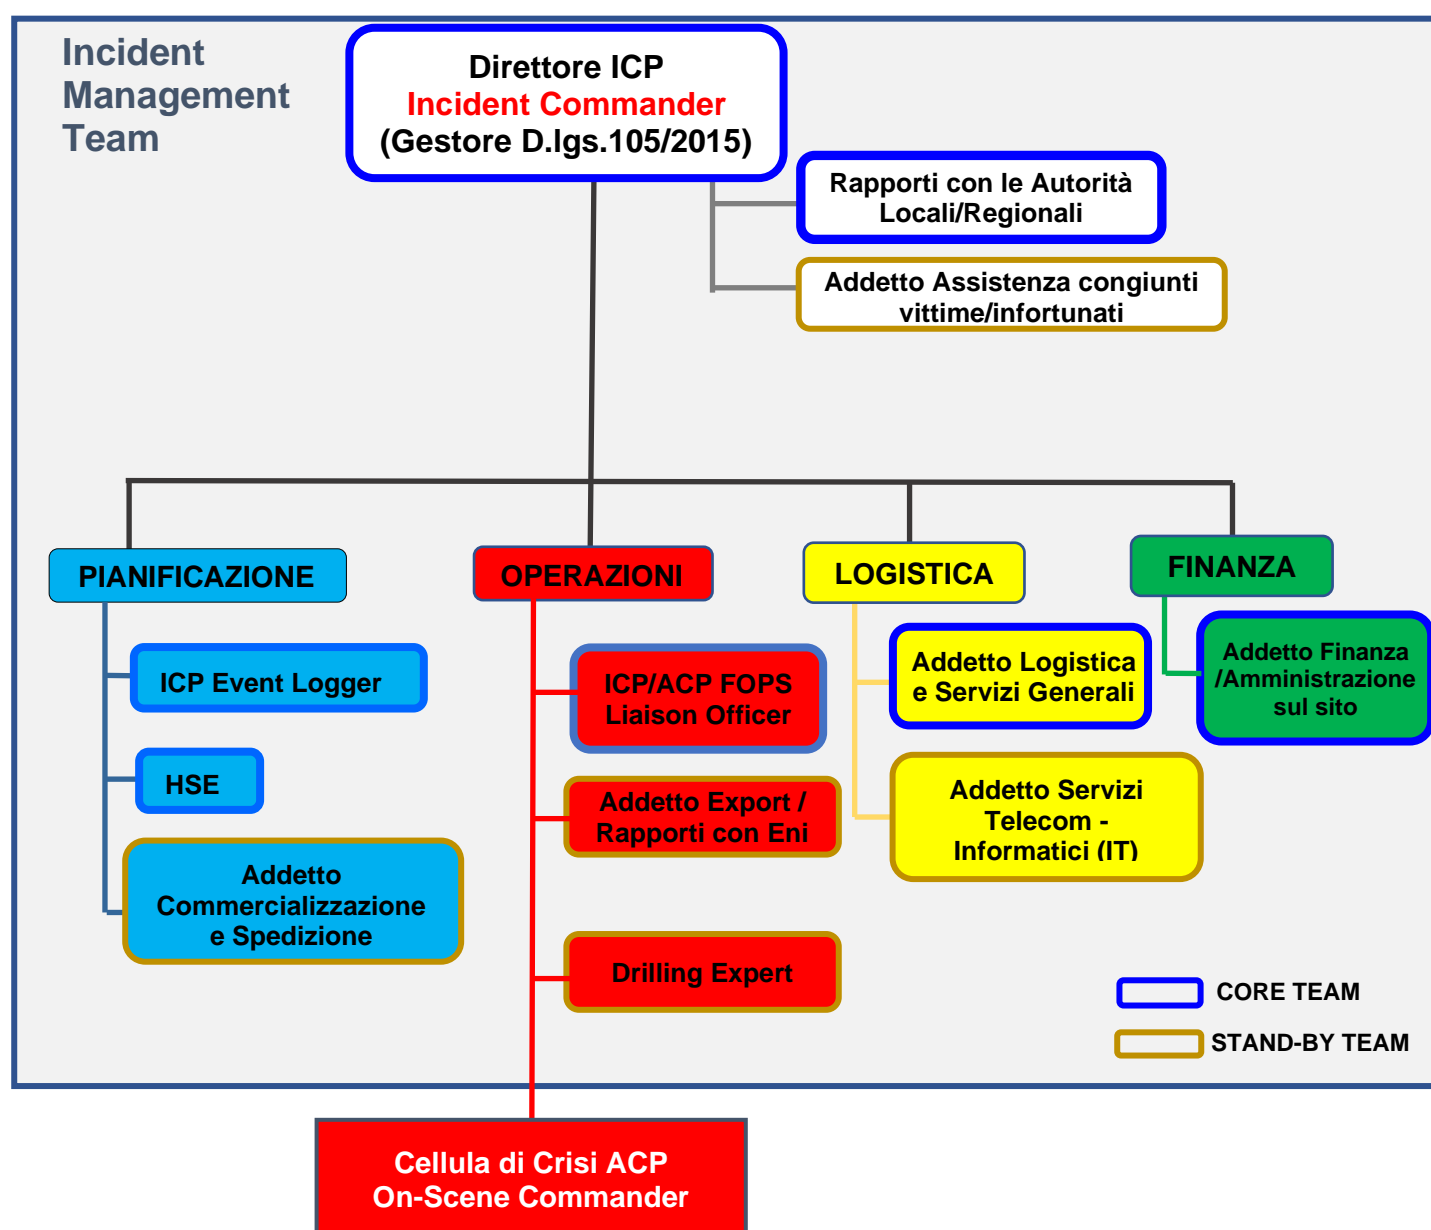 Incident
Management
Team
Direttore ICP
Incident Commander
(Gestore D.lgs.105/2015)
Rapporti con le Autorità
Locali/Regionali
Addetto Assistenza congiunti
vittime/infortunati
PIANIFICAZIONE
OPERAZIONI
LOGISTICA
FINANZA
ICP Event Logger
HSE
Addetto
Commercializzazione
e Spedizione
ICP/ACP FOPS
Liaison Officer
Addetto Export /
Rapporti con Eni
Drilling Expert
Addetto Logistica
e Servizi Generali
Addetto Servizi
Telecom -
Informatici (IT)
Addetto Finanza
/Amministrazione
sul sito
CORE TEAM
STAND-BY TEAM
Cellula di Crisi ACP
On-Scene Commander